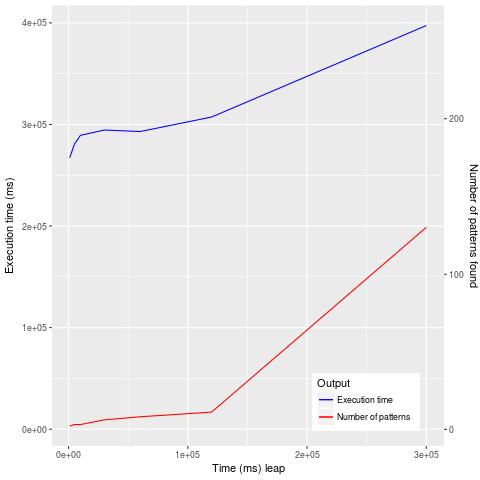 4e+05
3e+05
2e+05
1e+05
0e+00
Execution time (ms)
200
100
0
Number of patterns found
0e+00 1e+05 2e+05 3e+05
Time (ms) leap
Output
Execution time
Number of patterns